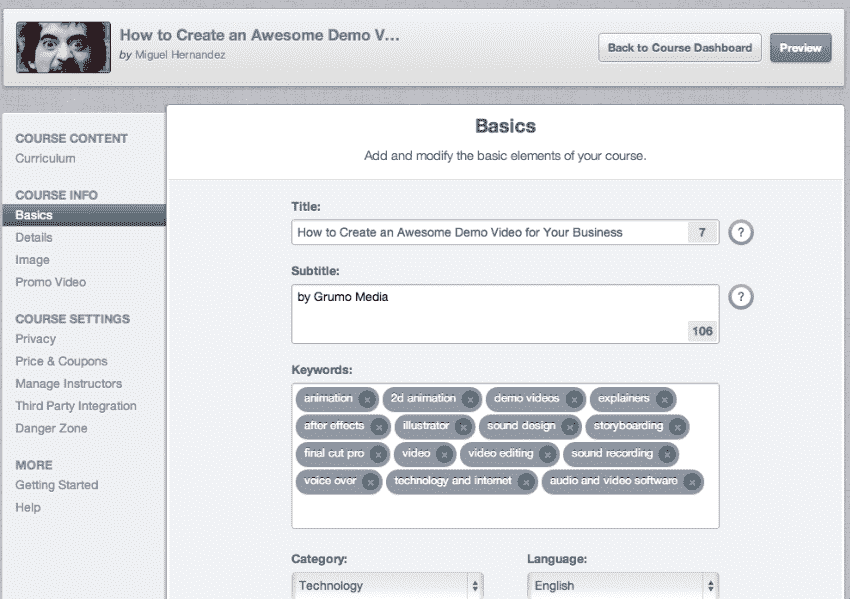 How to Create an Awesome Demo V...
by Miguel Hernandez
Back to Course Dashboard
Preview
COURSE CONTENT
Curriculum
COURSE INFO
Basics
Details
Image
Promo Video
COURSE SETTINGS
Privacy
Price & Coupons
Manage Instructors
Third Party Integration
Danger Zone
MORE
Getting Started
Help
Basics
Add and modify the basic elements of your course.
Title:
How to Create an Awesome Demo Video for Your Business 7 ?
Subtitle:
by Grumo Media ?
106
Keywords:
animation x 2d animation x demo videos x explainers x
after effects x illustrator x sound design x storyboarding x
final cut pro x video x video editing x sound recording x
voice over x technology and internet x audio and video software x
Category: Language:
Technology English